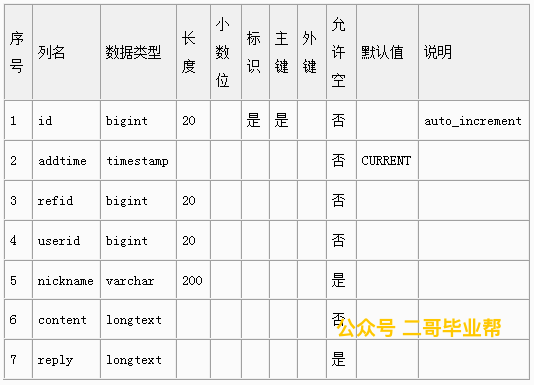 序号 列名 数据类型 长度 小数位 标识 主键 外键 允许空 默认值 说明
1 id bigint 20 是 是 否 auto_increment
2 addtime timestamp 否 CURRENT
3 refid bigint 20 否
4 userid bigint 20 否
5 nickname varchar 200 是
6 content longtext 否
公众号 二哥毕业帮
7 reply longtext 是